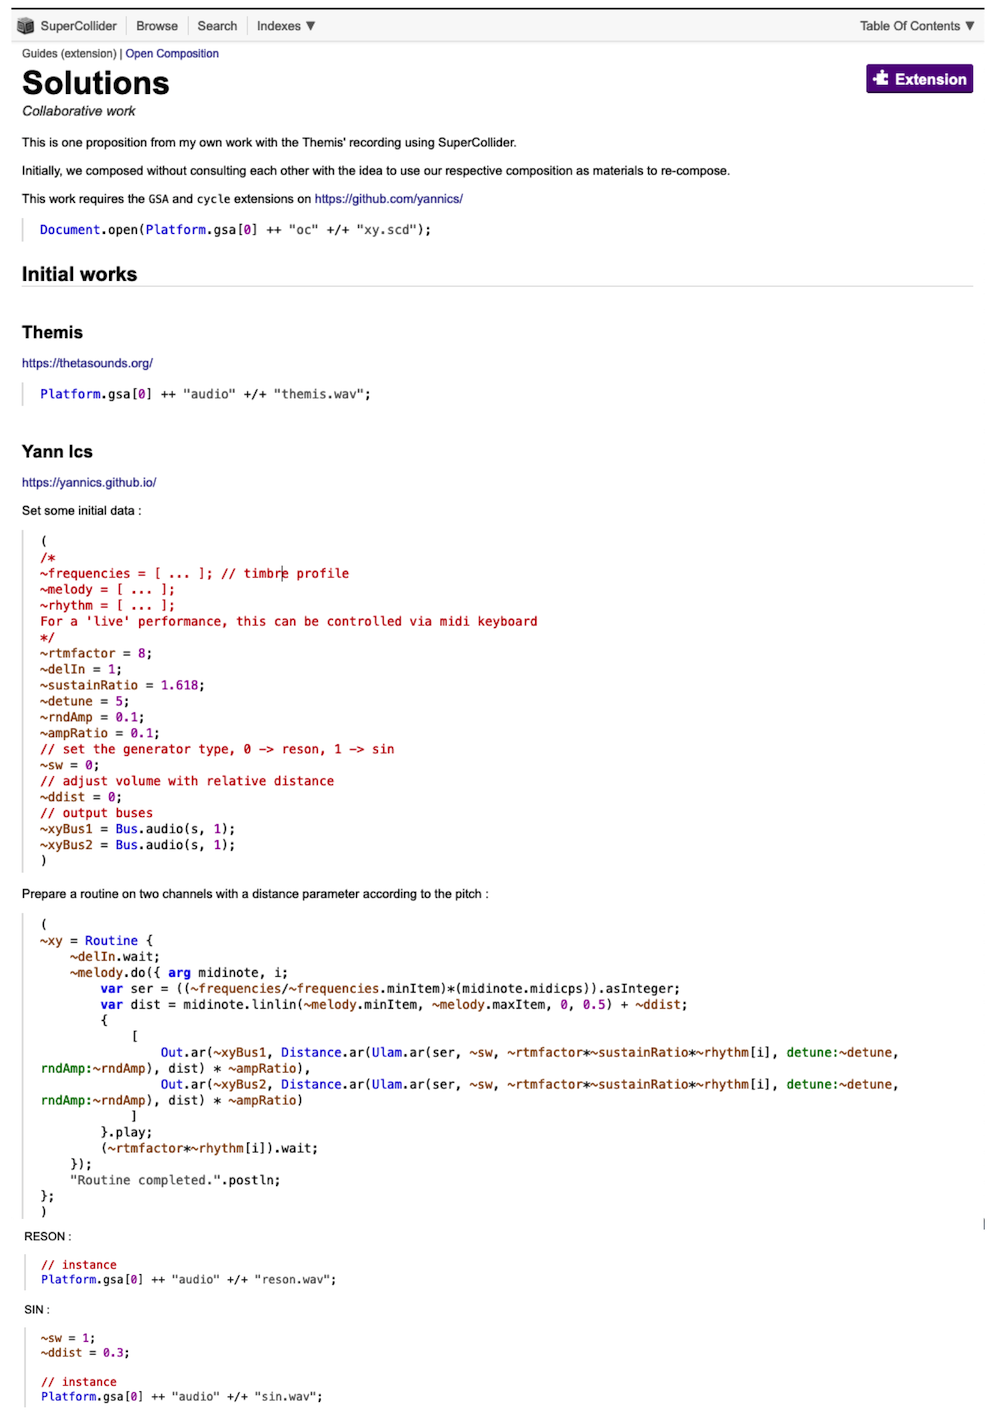 SuperCollider Browse Search Indexes ▼ Table Of Contents ▼
Guides (extension) | Open Composition
Solutions
Extension
Collaborative work
This is one proposition from my own work with the Themis' recording using SuperCollider.
Initially, we composed without consulting each other with the idea to use our respective composition as materials to re-compose.
This work requires the GSA and cycle extensions on https://github.com/yannics/
Document.open(Platform.gsa[0] ++ "oc" +/+ "xy.scd");
Initial works
Themis
https://thetasounds.org/
Platform.gsa[0] ++ "audio" +/+ "themis.wav";
Yann Ics
https://yannics.github.io/
Set some initial data :
(
/*
~frequencies = [ ... ]; // timbre profile
~melody = [ ... ];
~rhythm = [ ... ];
For a 'live' performance, this can be controlled via midi keyboard
*/
~rtmfactor = 8;
~delIn = 1;
~sustainRatio = 1.618;
~detune = 5;
~rndAmp = 0.1;
~ampRatio = 0.1;
// set the generator type, 0 -> reson, 1 -> sin
~sw = 0;
// adjust volume with relative distance
~ddist = 0;
// output buses
~xyBus1 = Bus.audio(s, 1);
~xyBus2 = Bus.audio(s, 1);
)
Prepare a routine on two channels with a distance parameter according to the pitch :
(
~xy = Routine {
~delIn.wait;
~melody.do({ arg midinote, i;
var ser = ((~frequencies/~frequencies.minItem)*(midinote.midicps)).asInteger;
var dist = midinote.linlin(~melody.minItem, ~melody.maxItem, 0, 0.5) + ~ddist;
{
[
Out.ar(~xyBus1, Distance.ar(Ulam.ar(ser, ~sw, ~rtmfactor*~sustainRatio*~rhythm[i], detune:~detune,
rndAmp:~rndAmp), dist) * ~ampRatio),
Out.ar(~xyBus2, Distance.ar(Ulam.ar(ser, ~sw, ~rtmfactor*~sustainRatio*~rhythm[i], detune:~detune,
rndAmp:~rndAmp), dist) * ~ampRatio)
]
}.play;
(~rtmfactor*~rhythm[i]).wait;
});
"Routine completed.".postln;
};
)
RESON :
// instance
Platform.gsa[0] ++ "audio" +/+ "reson.wav";
SIN :
~sw = 1;
~ddist = 0.3;
// instance
Platform.gsa[0] ++ "audio" +/+ "sin.wav";